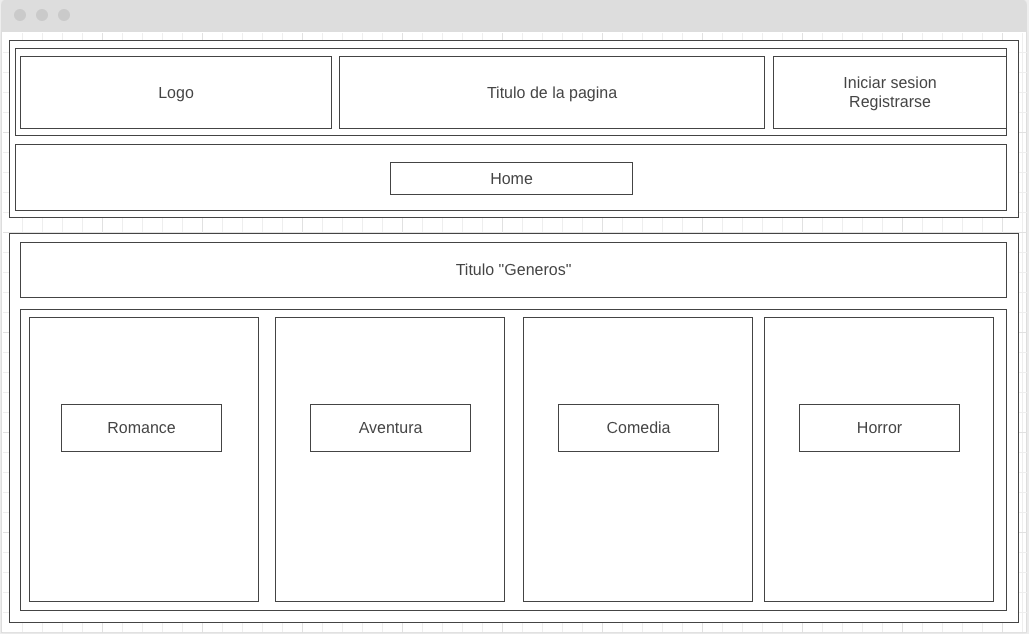 Logo
Titulo de la pagina
Iniciar sesion
Registrarse
Home
Titulo "Generos"
Romance
Aventura
Comedia
Horror